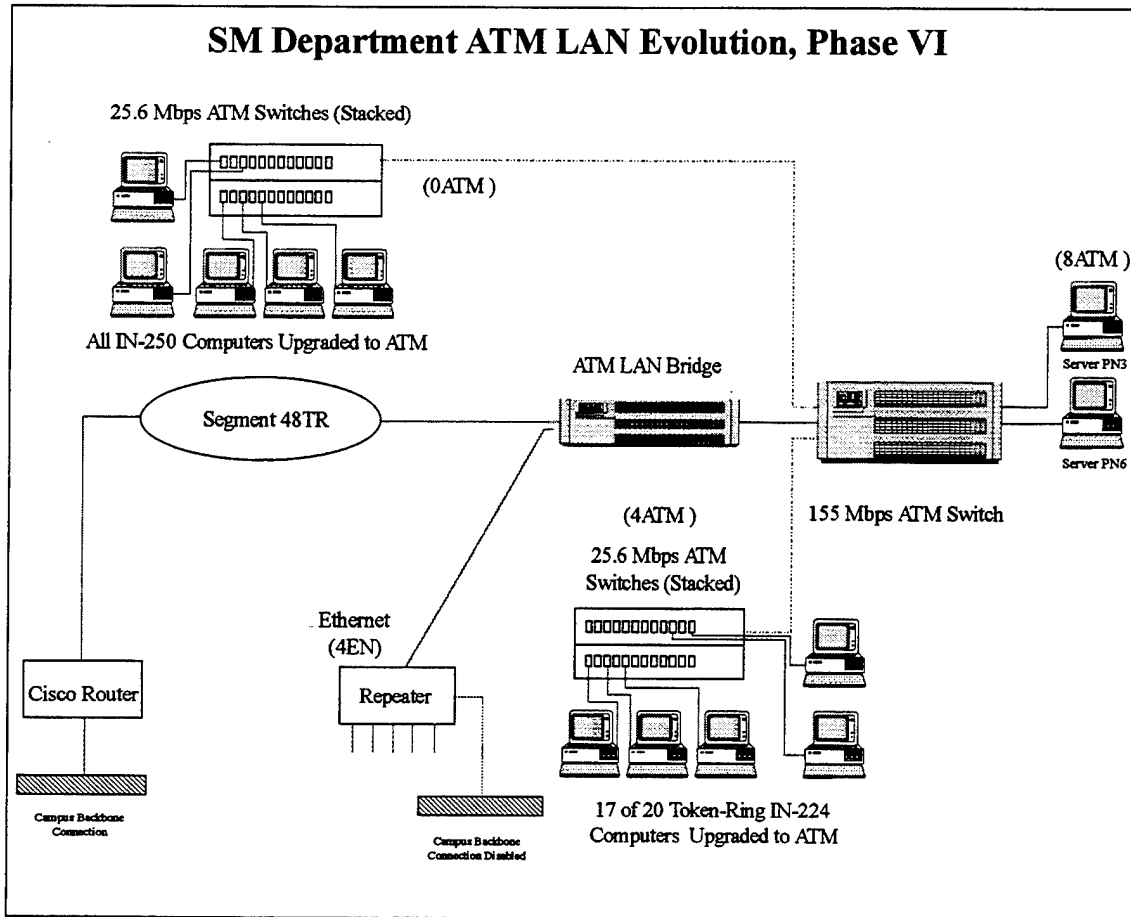 SM Department ATM LAN Evolution, Phase VI
25.6 Mbps ATM Switches (Stacked)
(0ATM )
(8ATM )
Server PN3
Server PN6
All IN-250 Computers Upgraded to ATM
ATM LAN Bridge
Segment 48TR
155 Mbps ATM Switch
(4ATM )
25.6 Mbps ATM
Switches (Stacked)
Ethernet
(4EN)
Cisco Router
Repeater
Campus Backbone
Connection
Campus Backbone
Connection Disabled
17 of 20 Token-Ring IN-224
Computers Upgraded to ATM